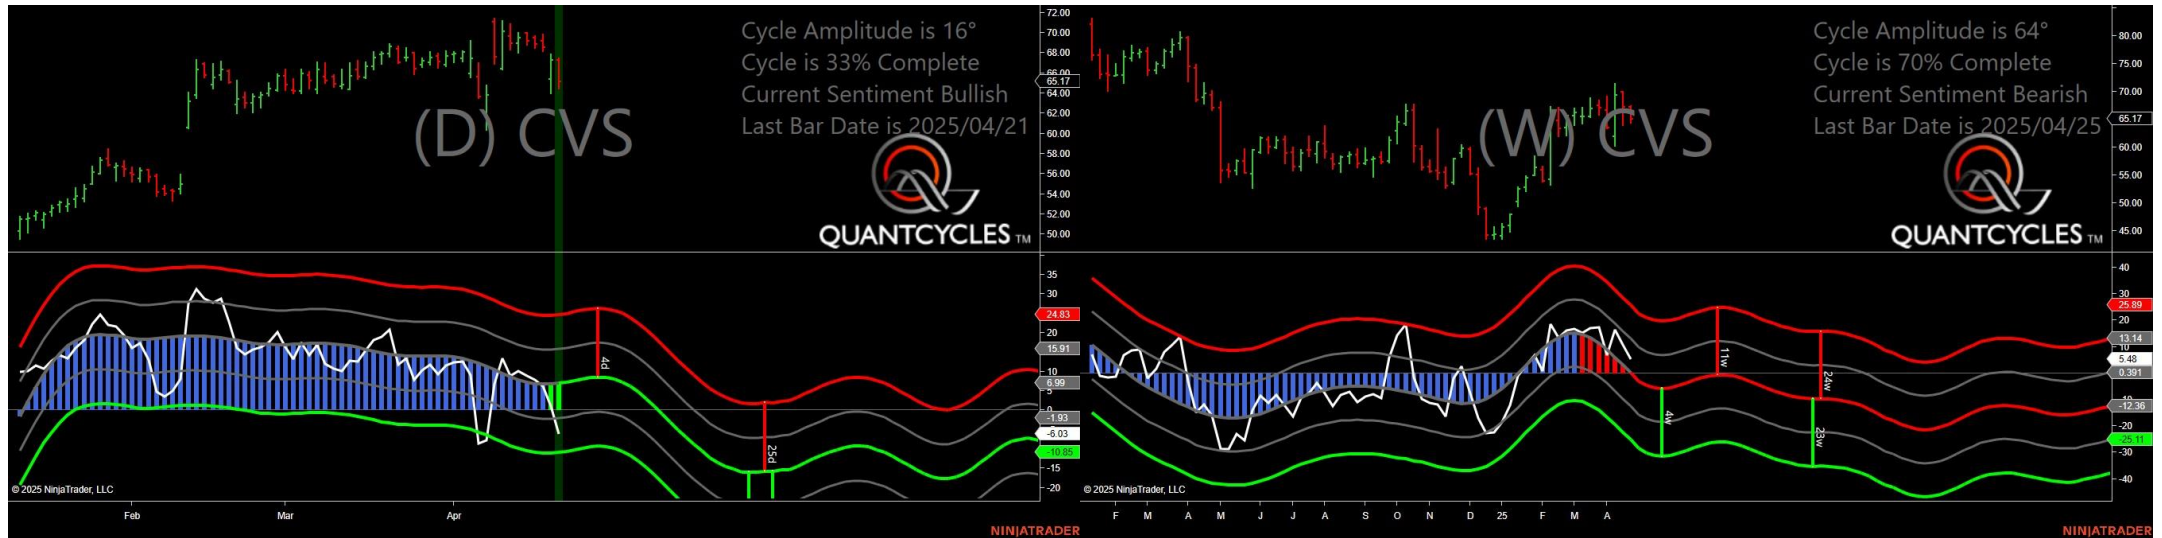 Cycle Amplitude is 16°
Cycle is 33% Complete
Current Sentiment Bullish
Last Bar Date is 2025/04/21
(D) CVS
QUANTCYCLES TM
72.00
70.00
68.00
66.00
65.17
64.00
62.00
60.00
58.00
56.00
54.00
52.00
50.00
35
30
24.83
20
15.91
10
6.99
0
-1.93
-6.03
-10.85
-15
-20
4d
25d
© 2025 NinjaTrader, LLC
Feb Mar Apr
NINJATRADER
Cycle Amplitude is 64°
Cycle is 70% Complete
Current Sentiment Bearish
Last Bar Date is 2025/04/25
(W) CVS
QUANTCYCLES TM
80.00
75.00
70.00
65.17
60.00
55.00
50.00
45.00
40
30
25.89
20
13.14
10
5.48
0.391
-10
-12.36
-20
-25.11
-30
-40
11w
24w
4w
23w
© 2025 NinjaTrader, LLC
F M A M J J A S O N D 25 F M A
NINJATRADER